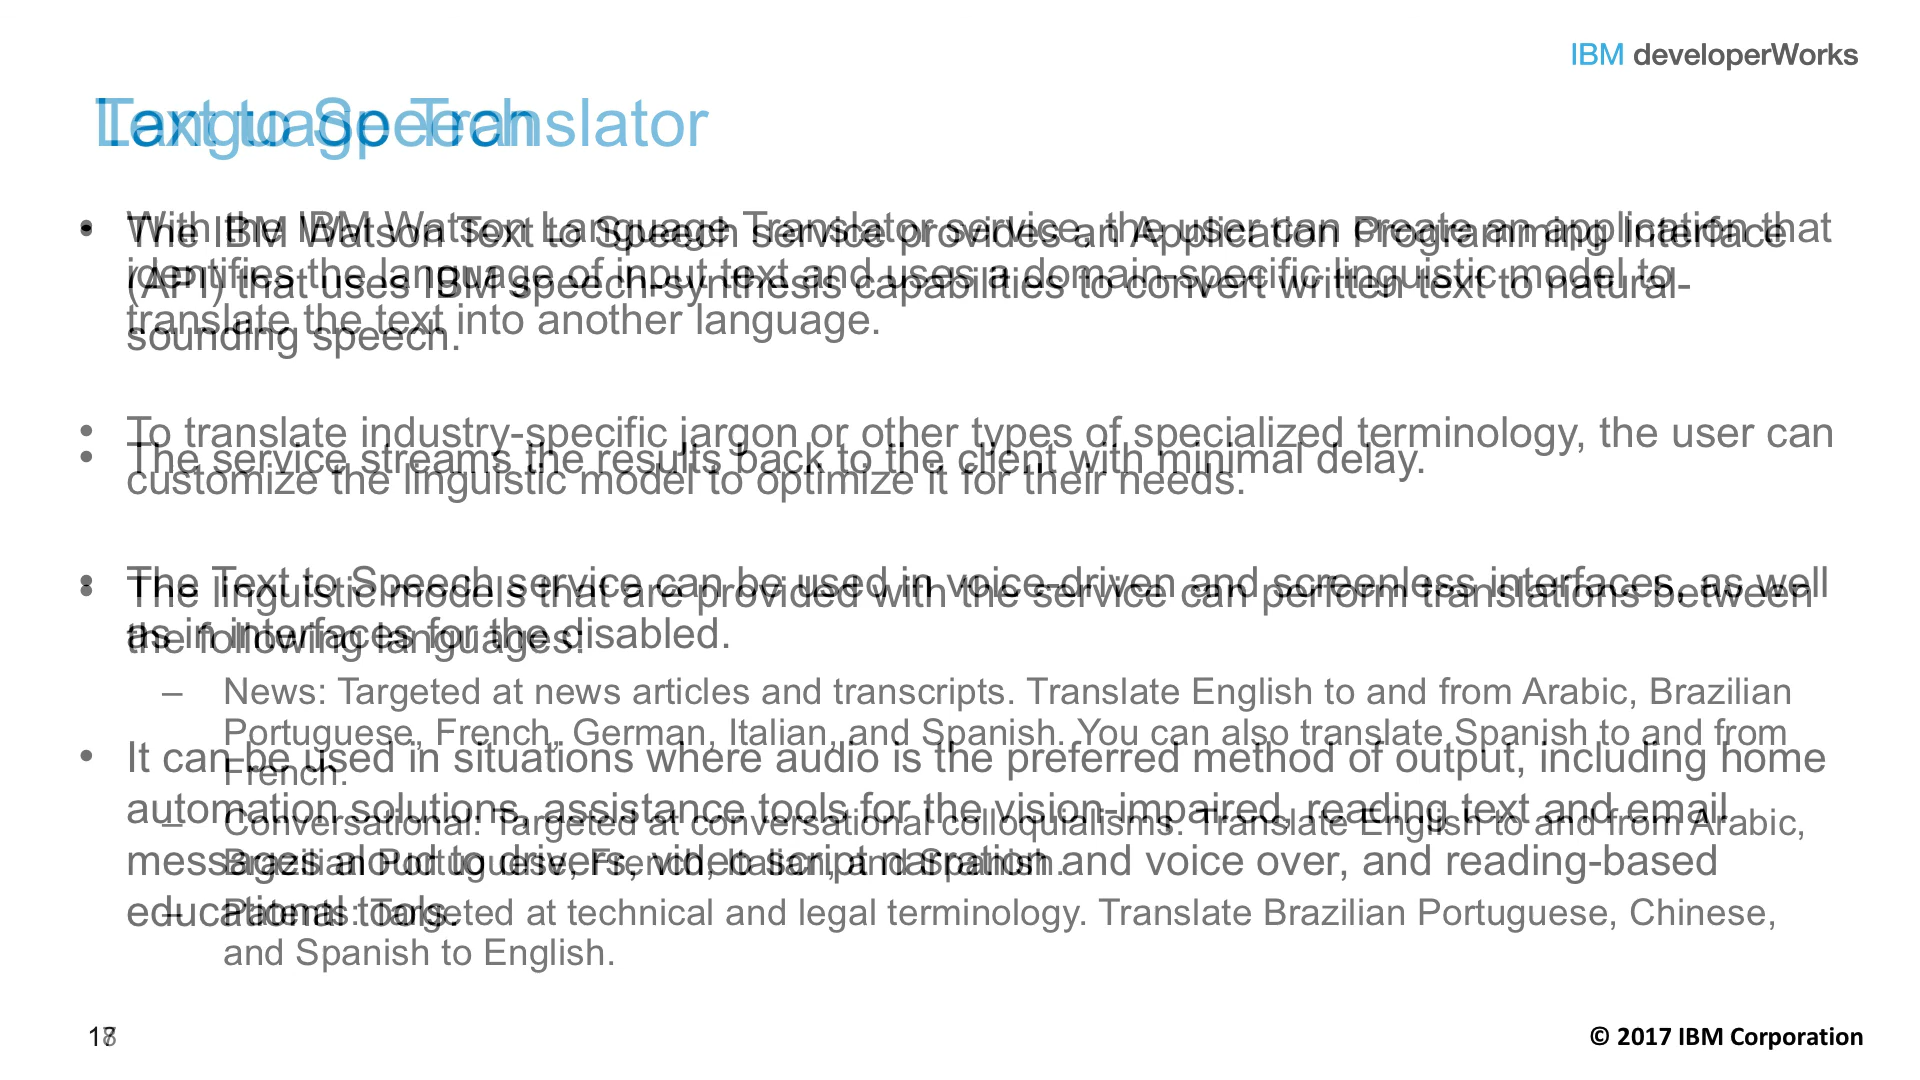 IBM developerWorks
Language Translator
• With the IBM Watson Language Translator service, the user can create an application that
identifies the language of input text and uses a domain-specific linguistic model to
translate the text into another language.
• To translate industry-specific jargon or other types of specialized terminology, the user can
customize the linguistic model to optimize it for their needs.
• The linguistic models that are provided with the service can perform translations between
the following languages:
– News: Targeted at news articles and transcripts. Translate English to and from Arabic, Brazilian
Portuguese, French, German, Italian, and Spanish. You can also translate Spanish to and from
French.
– Conversational: Targeted at conversational colloquialisms. Translate English to and from Arabic,
Brazilian Portuguese, French, Italian, and Spanish.
– Patents: Targeted at technical and legal terminology. Translate Brazilian Portuguese, Chinese,
and Spanish to English.
Text to Speech
• The IBM Watson Text to Speech service provides an Application Programming Interface
(API) that uses IBM speech-synthesis capabilities to convert written text to natural-
sounding speech.
• The service streams the results back to the client with minimal delay.
• The Text to Speech service can be used in voice-driven and screenless interfaces, as well
as in interfaces for the disabled.
• It can be used in situations where audio is the preferred method of output, including home
automation solutions, assistance tools for the vision-impaired, reading text and email
messages aloud to drivers, video script narration and voice over, and reading-based
educational tools.
© 2017 IBM Corporation